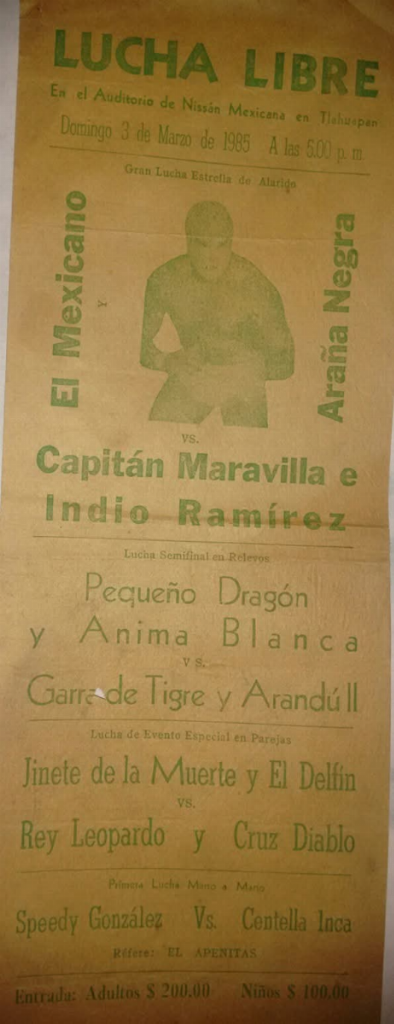 LUCHA LIBRE
En el Auditorio de Nissán Mexicana en Tlahuapan
Domingo 3 de Marzo de 1985 A las 5.00 p. m.
Gran Lucha Estrella de Alarido
El Mexicano
Y
Araña Negra
VS.
Capitán Maravilla e
Indio Ramírez
Lucha Semifinal en Relevos
Pequeño Dragón
y Anima Blanca
VS.
Garra de Tigre y Arandú II
Lucha de Evento Especial en Parejas
Jinete de la Muerte y El Delfín
VS.
Rey Leopardo y Cruz Diablo
Primera Lucha Mano a Mano
Speedy González Vs. Centella Inca
Réfere: EL APENITAS
Entrada: Adultos $ 200.00 Niños $ 100.00